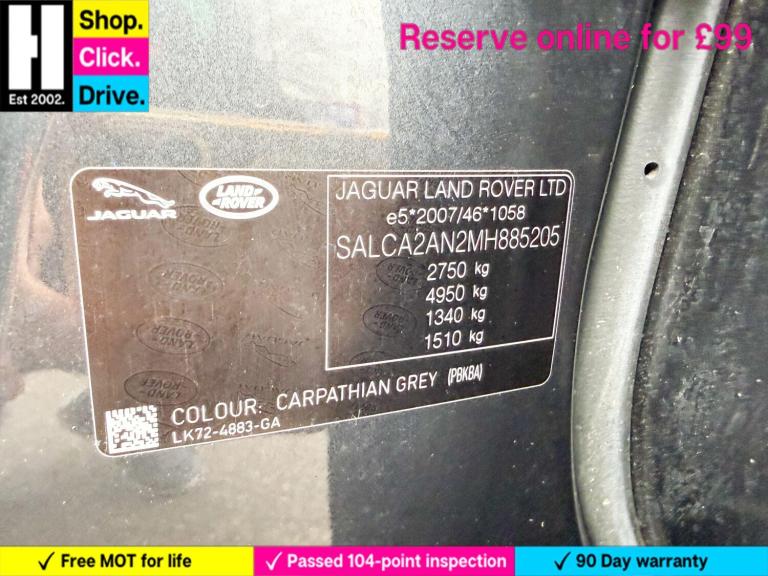 H
Est 2002.
Shop.
Click.
Drive.
Reserve online for £99
JAGUAR
LAND ROVER
JAGUAR LAND ROVER LTD
e5*2007/46*1058
SALCA2AN2MH885205
2750 kg
4950 kg
1340 kg
1510 kg
COLOUR: CARPATHIAN GREY (PBKBA)
LK72-4883-GA
✓ Free MOT for life
✓ Passed 104-point inspection
✓ 90 Day warranty